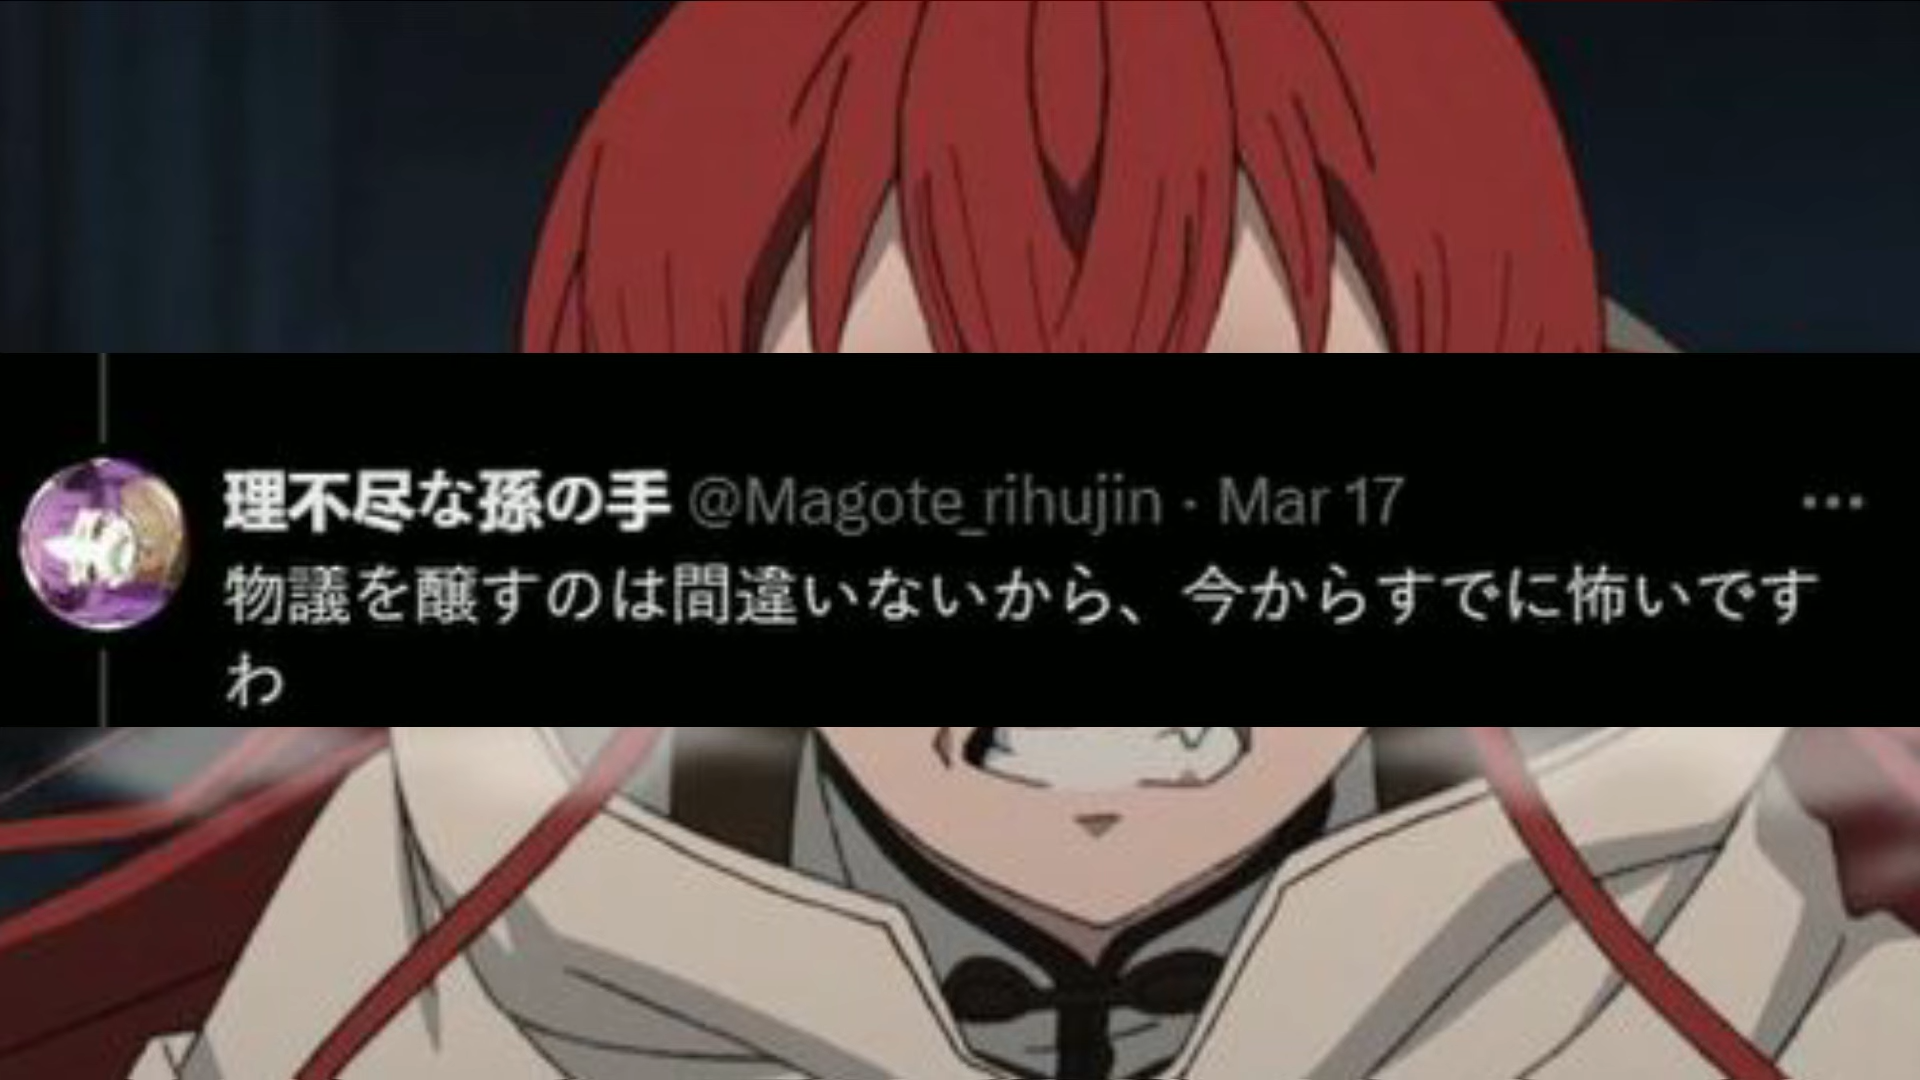 理不尽な孫の手 @Magote_rihujin · Mar 17 ...
物議を醸すのは間違いないから、今からすでに怖いです
わ